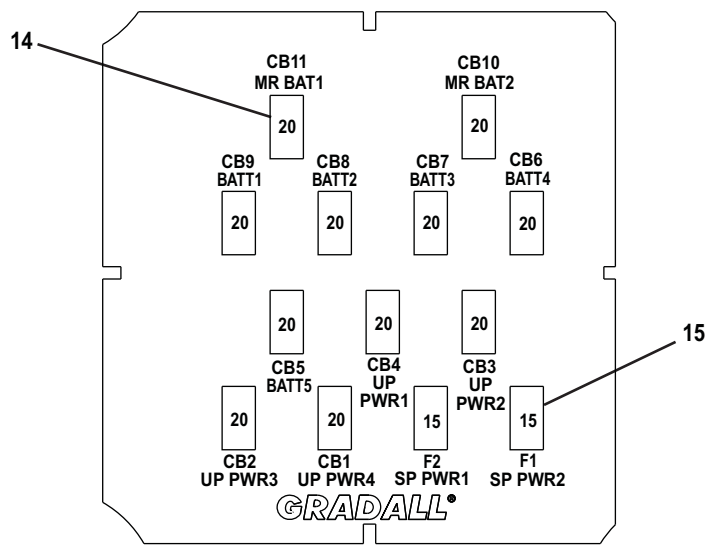 14
CB11
MR BAT1
20
CB10
MR BAT2
20
CB9
BATT1
20
CB8
BATT2
20
CB7
BATT3
20
CB6
BATT4
20
20
CB5
BATT5
20
CB4
UP
PWR1
20
CB3
UP
PWR2
15
20
CB2
UP PWR3
20
CB1
UP PWR4
15
F2
SP PWR1
15
F1
SP PWR2
GRADALL®